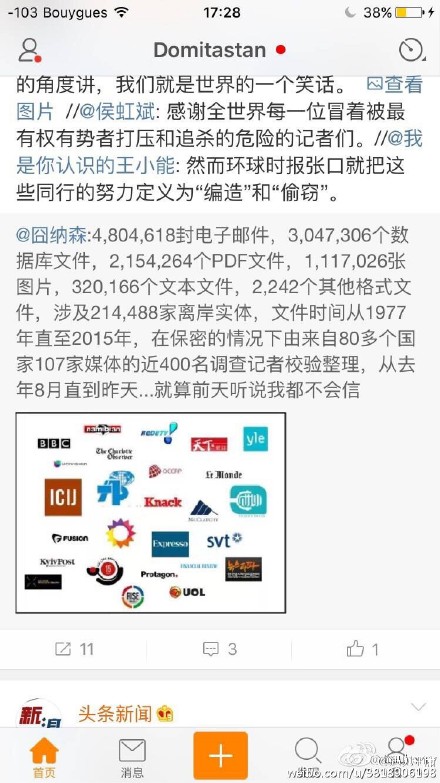 -103 Bouygues 17:28 38%
Domitastan
的角度讲，我们就是世界的一个笑话。 查看
图片 //@侯虹斌: 感谢全世界每一位冒着被最
有权有势者打压和追杀的危险的记者们。//@我
是你认识的王小能: 然而环球时报张口就把这
些同行的努力定义为“编造”和“偷窃”。
@囧纳森:4,804,618封电子邮件，3,047,306个数
据库文件，2,154,264个PDF文件，1,117,026张
图片，320,166个文本文件，2,242个其他格式文
件，涉及214,488家离岸实体，文件时间从1977
年直至2015年，在保密的情况下由来自80多个国
家107家媒体的近400名调查记者校验整理，从去
年8月直到昨天...就算前天听说我都不会信
namibian
BBC
The Charlotte
Observer
天下
yle
OCCRP
Le Monde
ICIJ
Knack
FUSION
Expresso
svt
KyivPost
Protagon.
RISE
UOL
11 3 1
头条新闻
首页 消息
weibo.com/u/3818306198